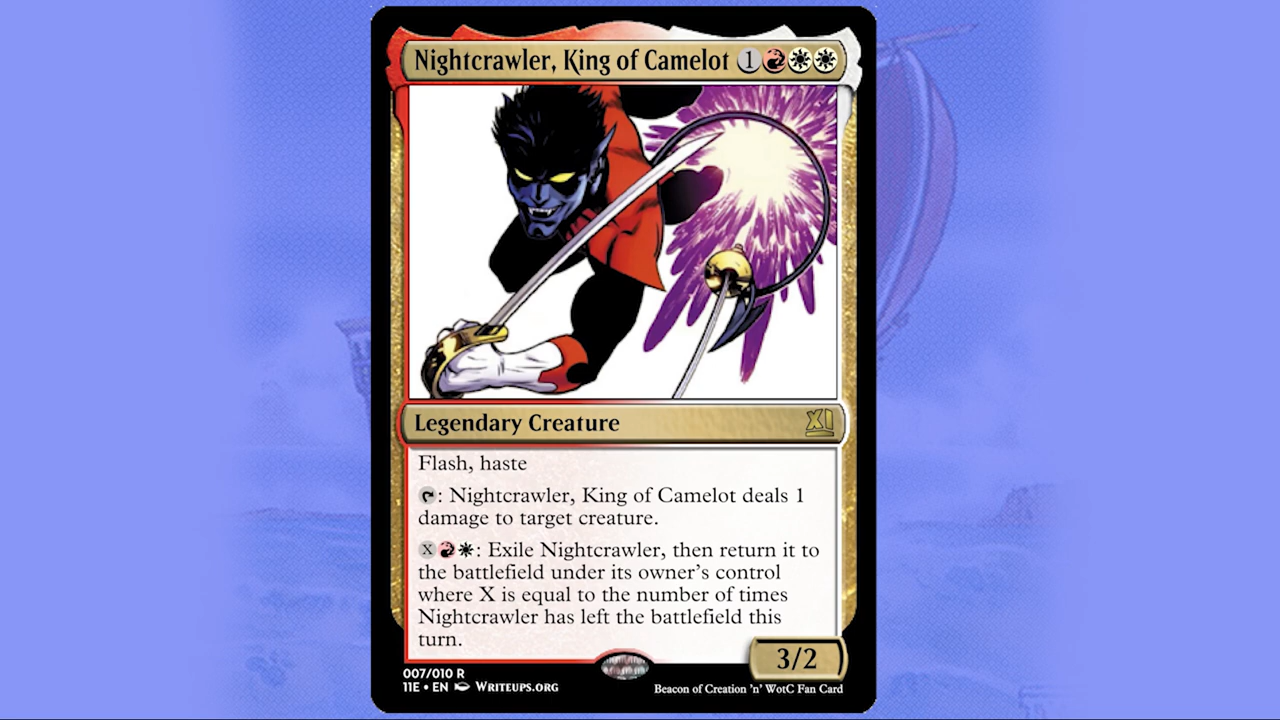 Nightcrawler, King of Camelot 1
Legendary Creature XI
Flash, haste
: Nightcrawler, King of Camelot deals 1
damage to target creature.
X : Exile Nightcrawler, then return it to
the battlefield under its owner's control
where X is equal to the number of times
Nightcrawler has left the battlefield this
turn.
3/2
007/010 R
11E • EN Writeups.org
Beacon of Creation 'n' WotC Fan Card